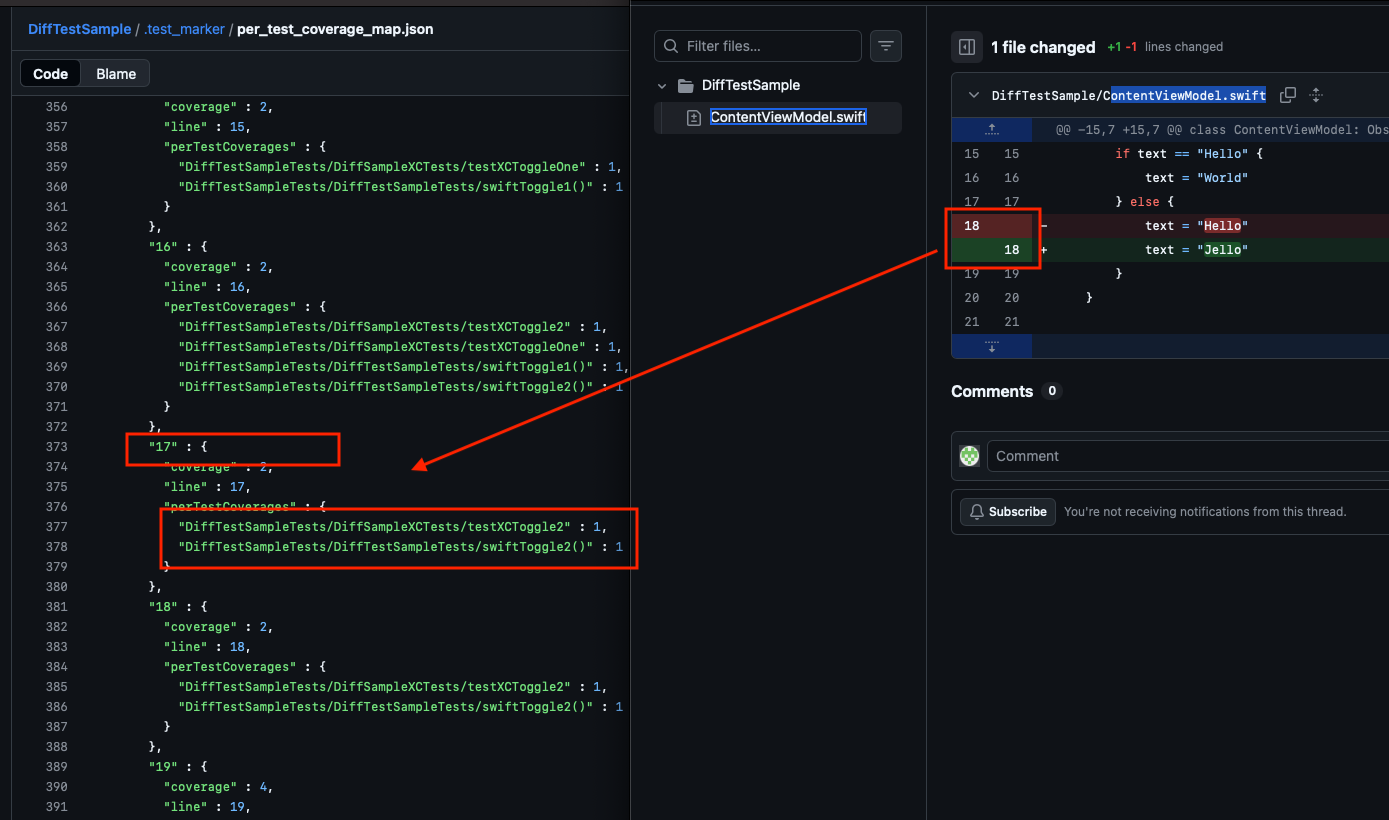 DiffTestSample / .test_marker / per_test_coverage_map.json
Code Blame
356 "coverage" : 2,
357 "line" : 15,
358 "perTestCoverages" : {
359 "DiffTestSampleTests/DiffSampleXCTests/testXCToggleOne" : 1,
360 "DiffTestSampleTests/DiffTestSampleTests/swiftToggle1()" : 1
361 }
362 },
363 "16" : {
364 "coverage" : 2,
365 "line" : 16,
366 "perTestCoverages" : {
367 "DiffTestSampleTests/DiffSampleXCTests/testXCToggle2" : 1,
368 "DiffTestSampleTests/DiffSampleXCTests/testXCToggleOne" : 1,
369 "DiffTestSampleTests/DiffTestSampleTests/swiftToggle1()" : 1,
370 "DiffTestSampleTests/DiffTestSampleTests/swiftToggle2()" : 1
371 }
372 },
373 "17" : {
374 "coverage" : 2,
375 "line" : 17,
376 "perTestCoverages" : {
377 "DiffTestSampleTests/DiffSampleXCTests/testXCToggle2" : 1,
378 "DiffTestSampleTests/DiffTestSampleTests/swiftToggle2()" : 1
379 }
380 },
381 "18" : {
382 "coverage" : 2,
383 "line" : 18,
384 "perTestCoverages" : {
385 "DiffTestSampleTests/DiffSampleXCTests/testXCToggle2" : 1,
386 "DiffTestSampleTests/DiffTestSampleTests/swiftToggle2()" : 1
387 }
388 },
389 "19" : {
390 "coverage" : 4,
391 "line" : 19,
Filter files...
DiffTestSample
ContentViewModel.swift
1 file changed +1 -1 lines changed
DiffTestSample/ContentViewModel.swift
@@ -15,7 +15,7 @@ class ContentViewModel: Obs
15 15 if text == "Hello" {
16 16 text = "World"
17 17 } else {
18 - text = "Hello"
18 + text = "Jello"
19 19 }
20 20 }
21 21
Comments 0
Comment
Subscribe You're not receiving notifications from this thread.